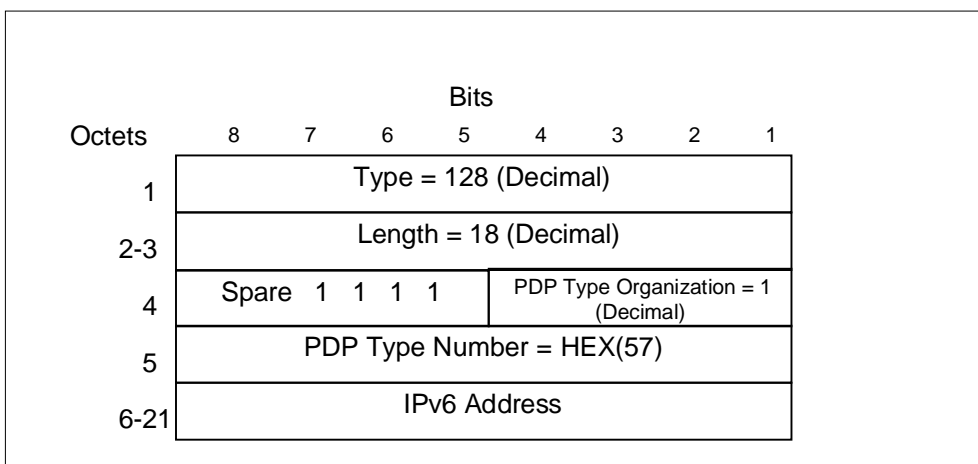 Bits
Octets 8 7 6 5 4 3 2 1
1 Type = 128 (Decimal)
2-3 Length = 18 (Decimal)
4 Spare 1 1 1 1 PDP Type Organization = 1
(Decimal)
5 PDP Type Number = HEX(57)
6-21 IPv6 Address